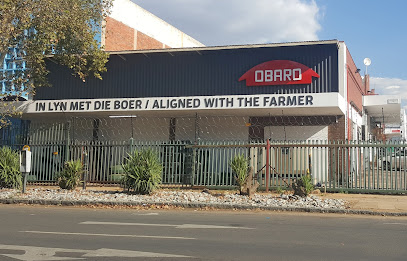 OBARO
IN LYN MET DIE BOER / ALIGNED WITH THE FARMER